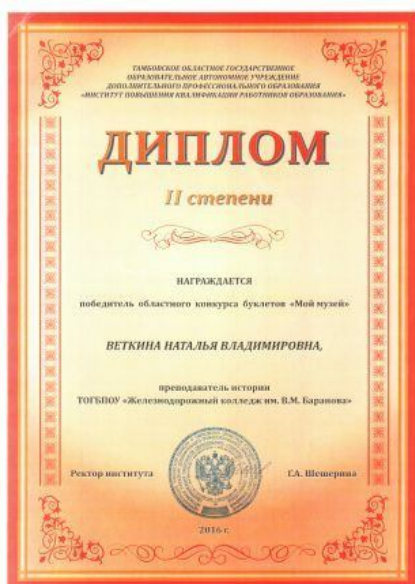 ТАМБОВСКОЕ ОБЛАСТНОЕ ГОСУДАРСТВЕННОЕ
ОБРАЗОВАТЕЛЬНОЕ АВТОНОМНОЕ УЧРЕЖДЕНИЕ
ДОПОЛНИТЕЛЬНОГО ПРОФЕССИОНАЛЬНОГО ОБРАЗОВАНИЯ
«ИНСТИТУТ ПОВЫШЕНИЯ КВАЛИФИКАЦИИ РАБОТНИКОВ ОБРАЗОВАНИЯ»
ДИПЛОМ
II степени
НАГРАЖДАЕТСЯ
победитель областного конкурса буклетов «Мой музей»
ВЕТКИНА НАТАЛЬЯ ВЛАДИМИРОВНА,
преподаватель истории
ТОГБПОУ «Железнодорожный колледж им. В.М. Баранова»
Ректор института Г.А. Шешерина
2016 г.